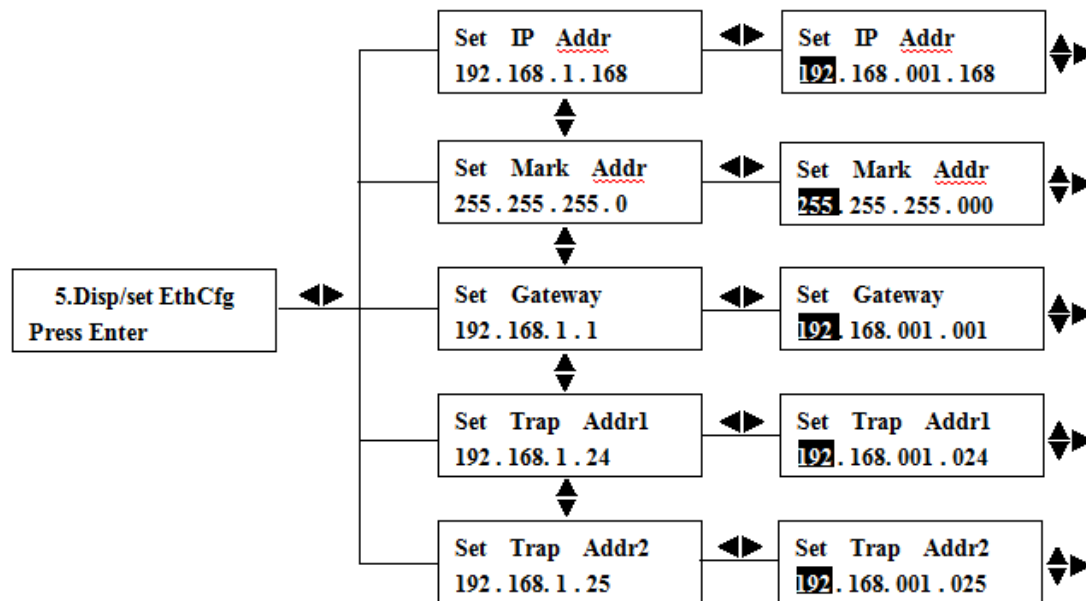 Set IP Addr
192.168.1.168
Set IP Addr
192.168.001.168
Set Mark Addr
255.255.255.0
Set Mark Addr
255.255.255.000
5.Disp/set EthCfg
Press Enter
Set Gateway
192.168.1.1
Set Gateway
192.168.001.001
Set Trap Addr1
192.168.1.24
Set Trap Addr1
192.168.001.024
Set Trap Addr2
192.168.1.25
Set Trap Addr2
192.168.001.025